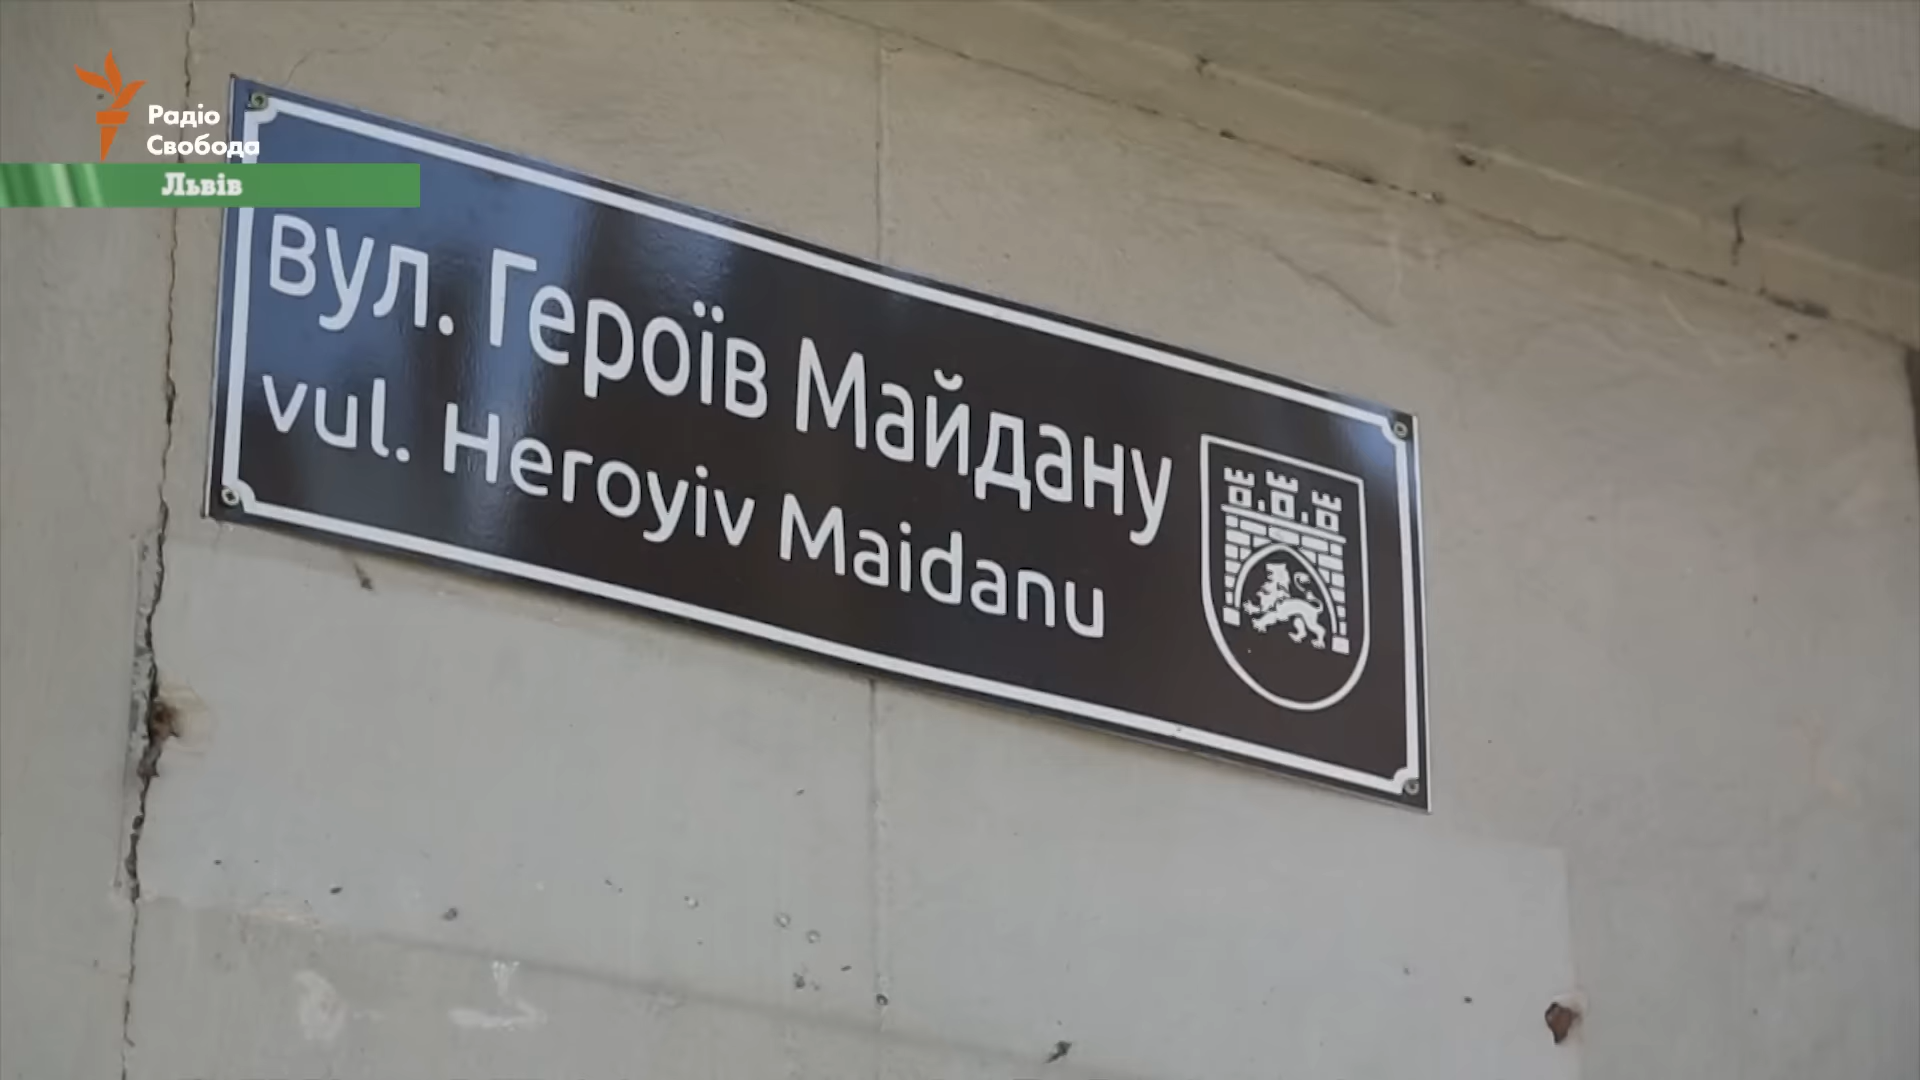 Радіо
Свобода
Львів
вул. Героїв Майдану
vul. Heroyiv Maidanu